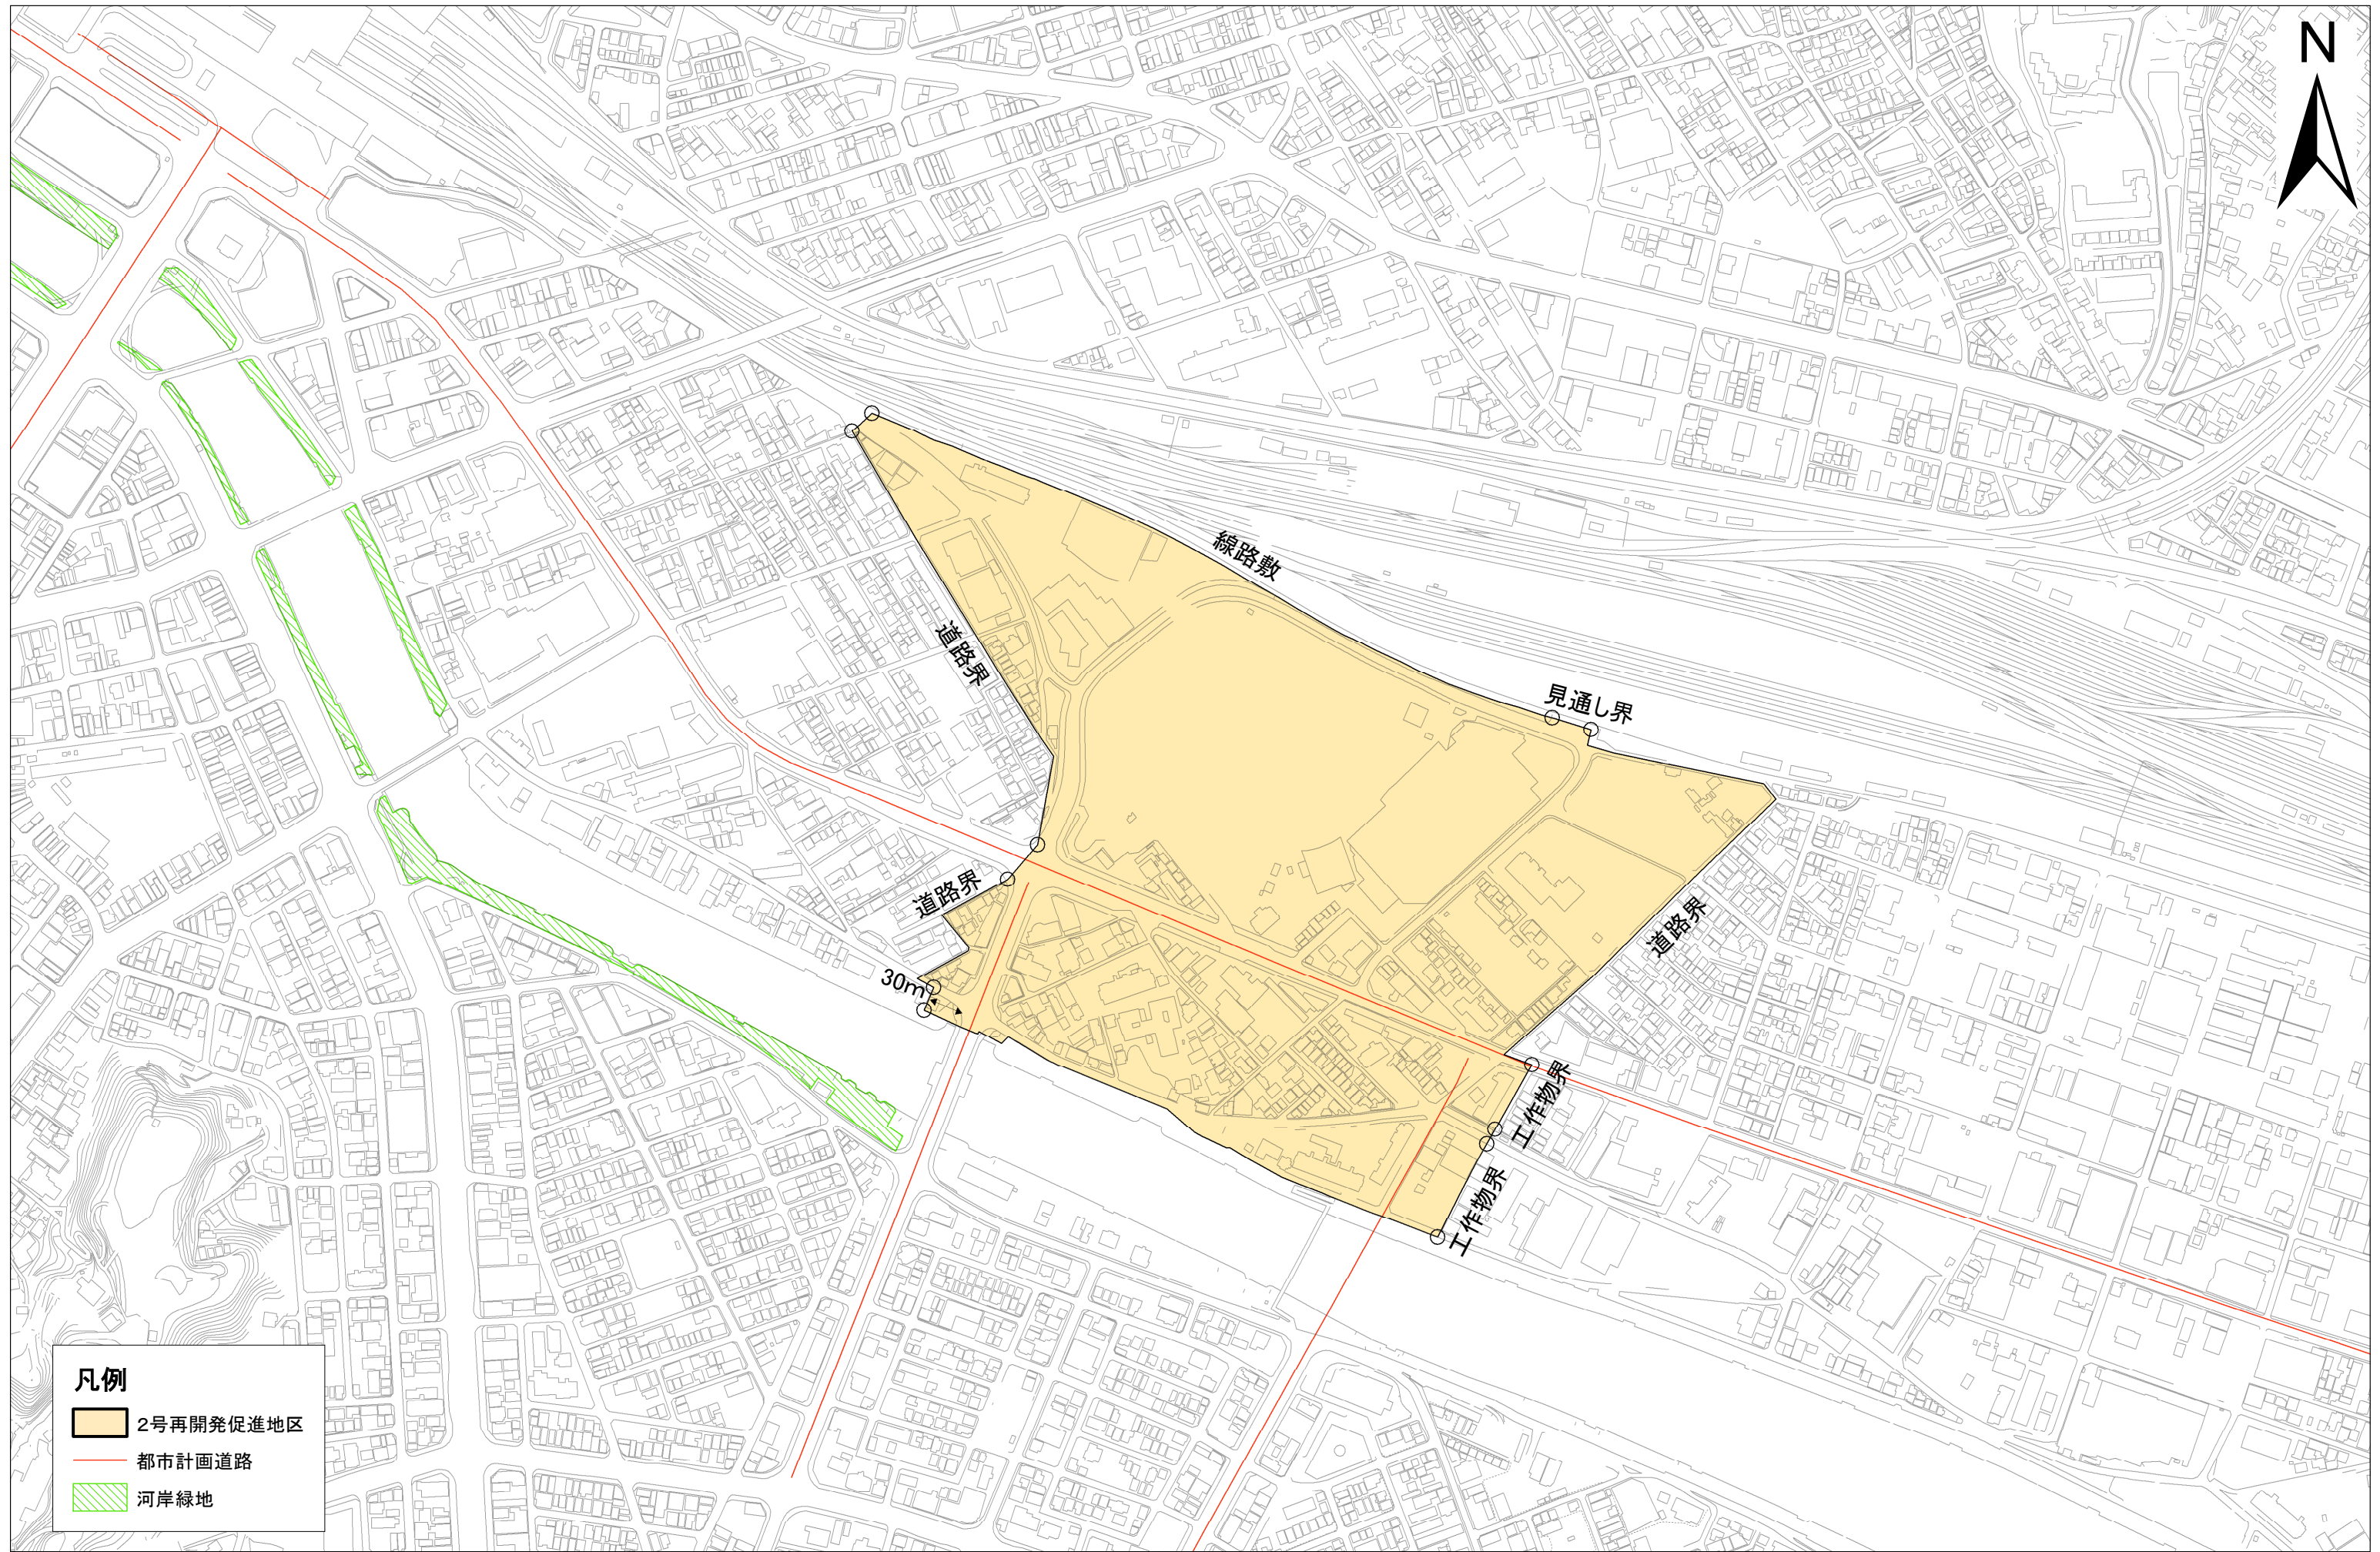 N
線路敷
道路界
見通し界
道路界
道路界
30m
工作物界
工作物界
凡例
2号再開発促進地区
都市計画道路
河岸緑地